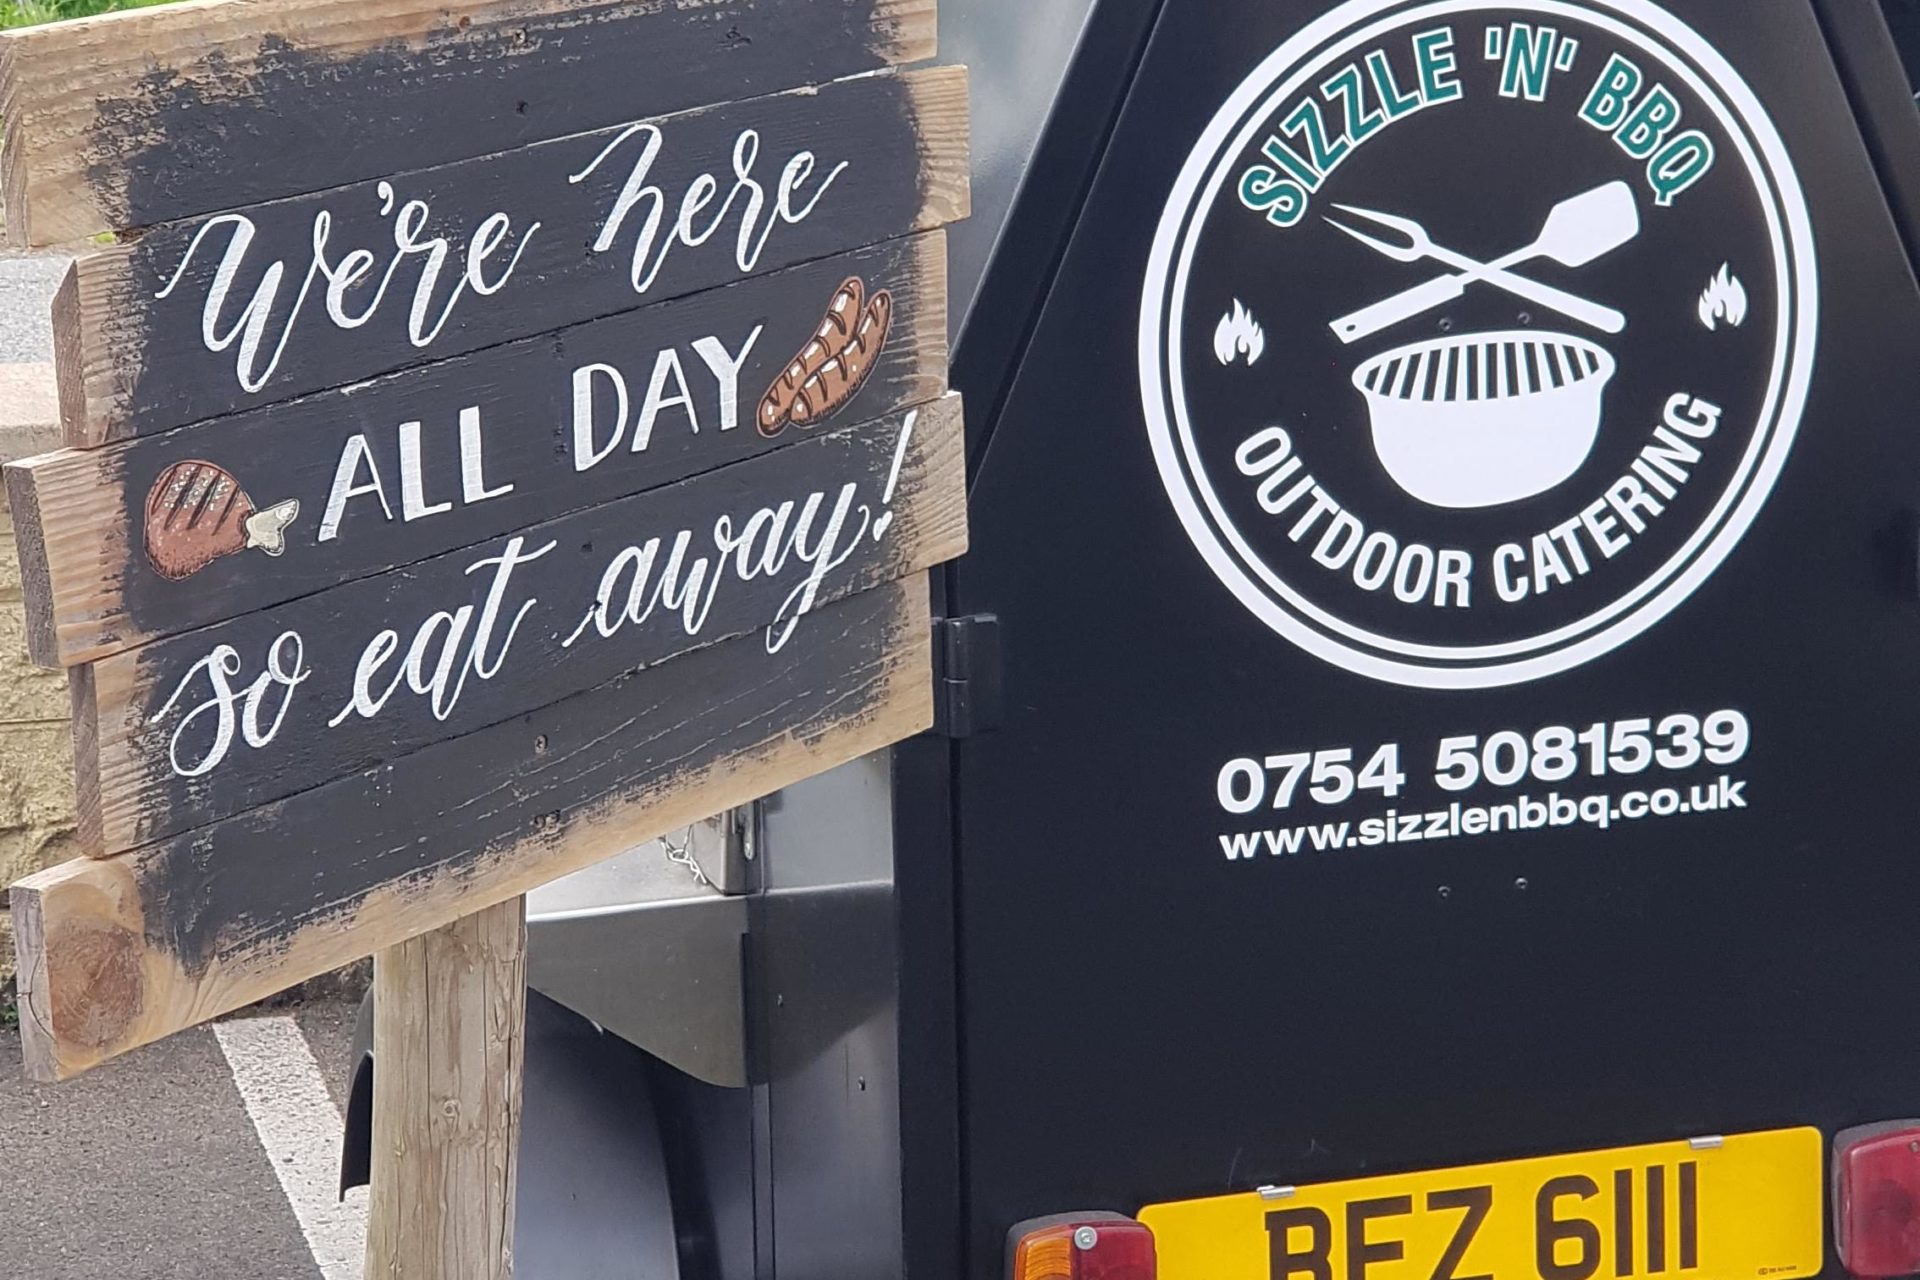 We're here
ALL DAY
so eat away!
SIZZLE 'N' BBQ
OUTDOOR CATERING
0754 5081539
www.sizzlenbbq.co.uk
BFZ 6111